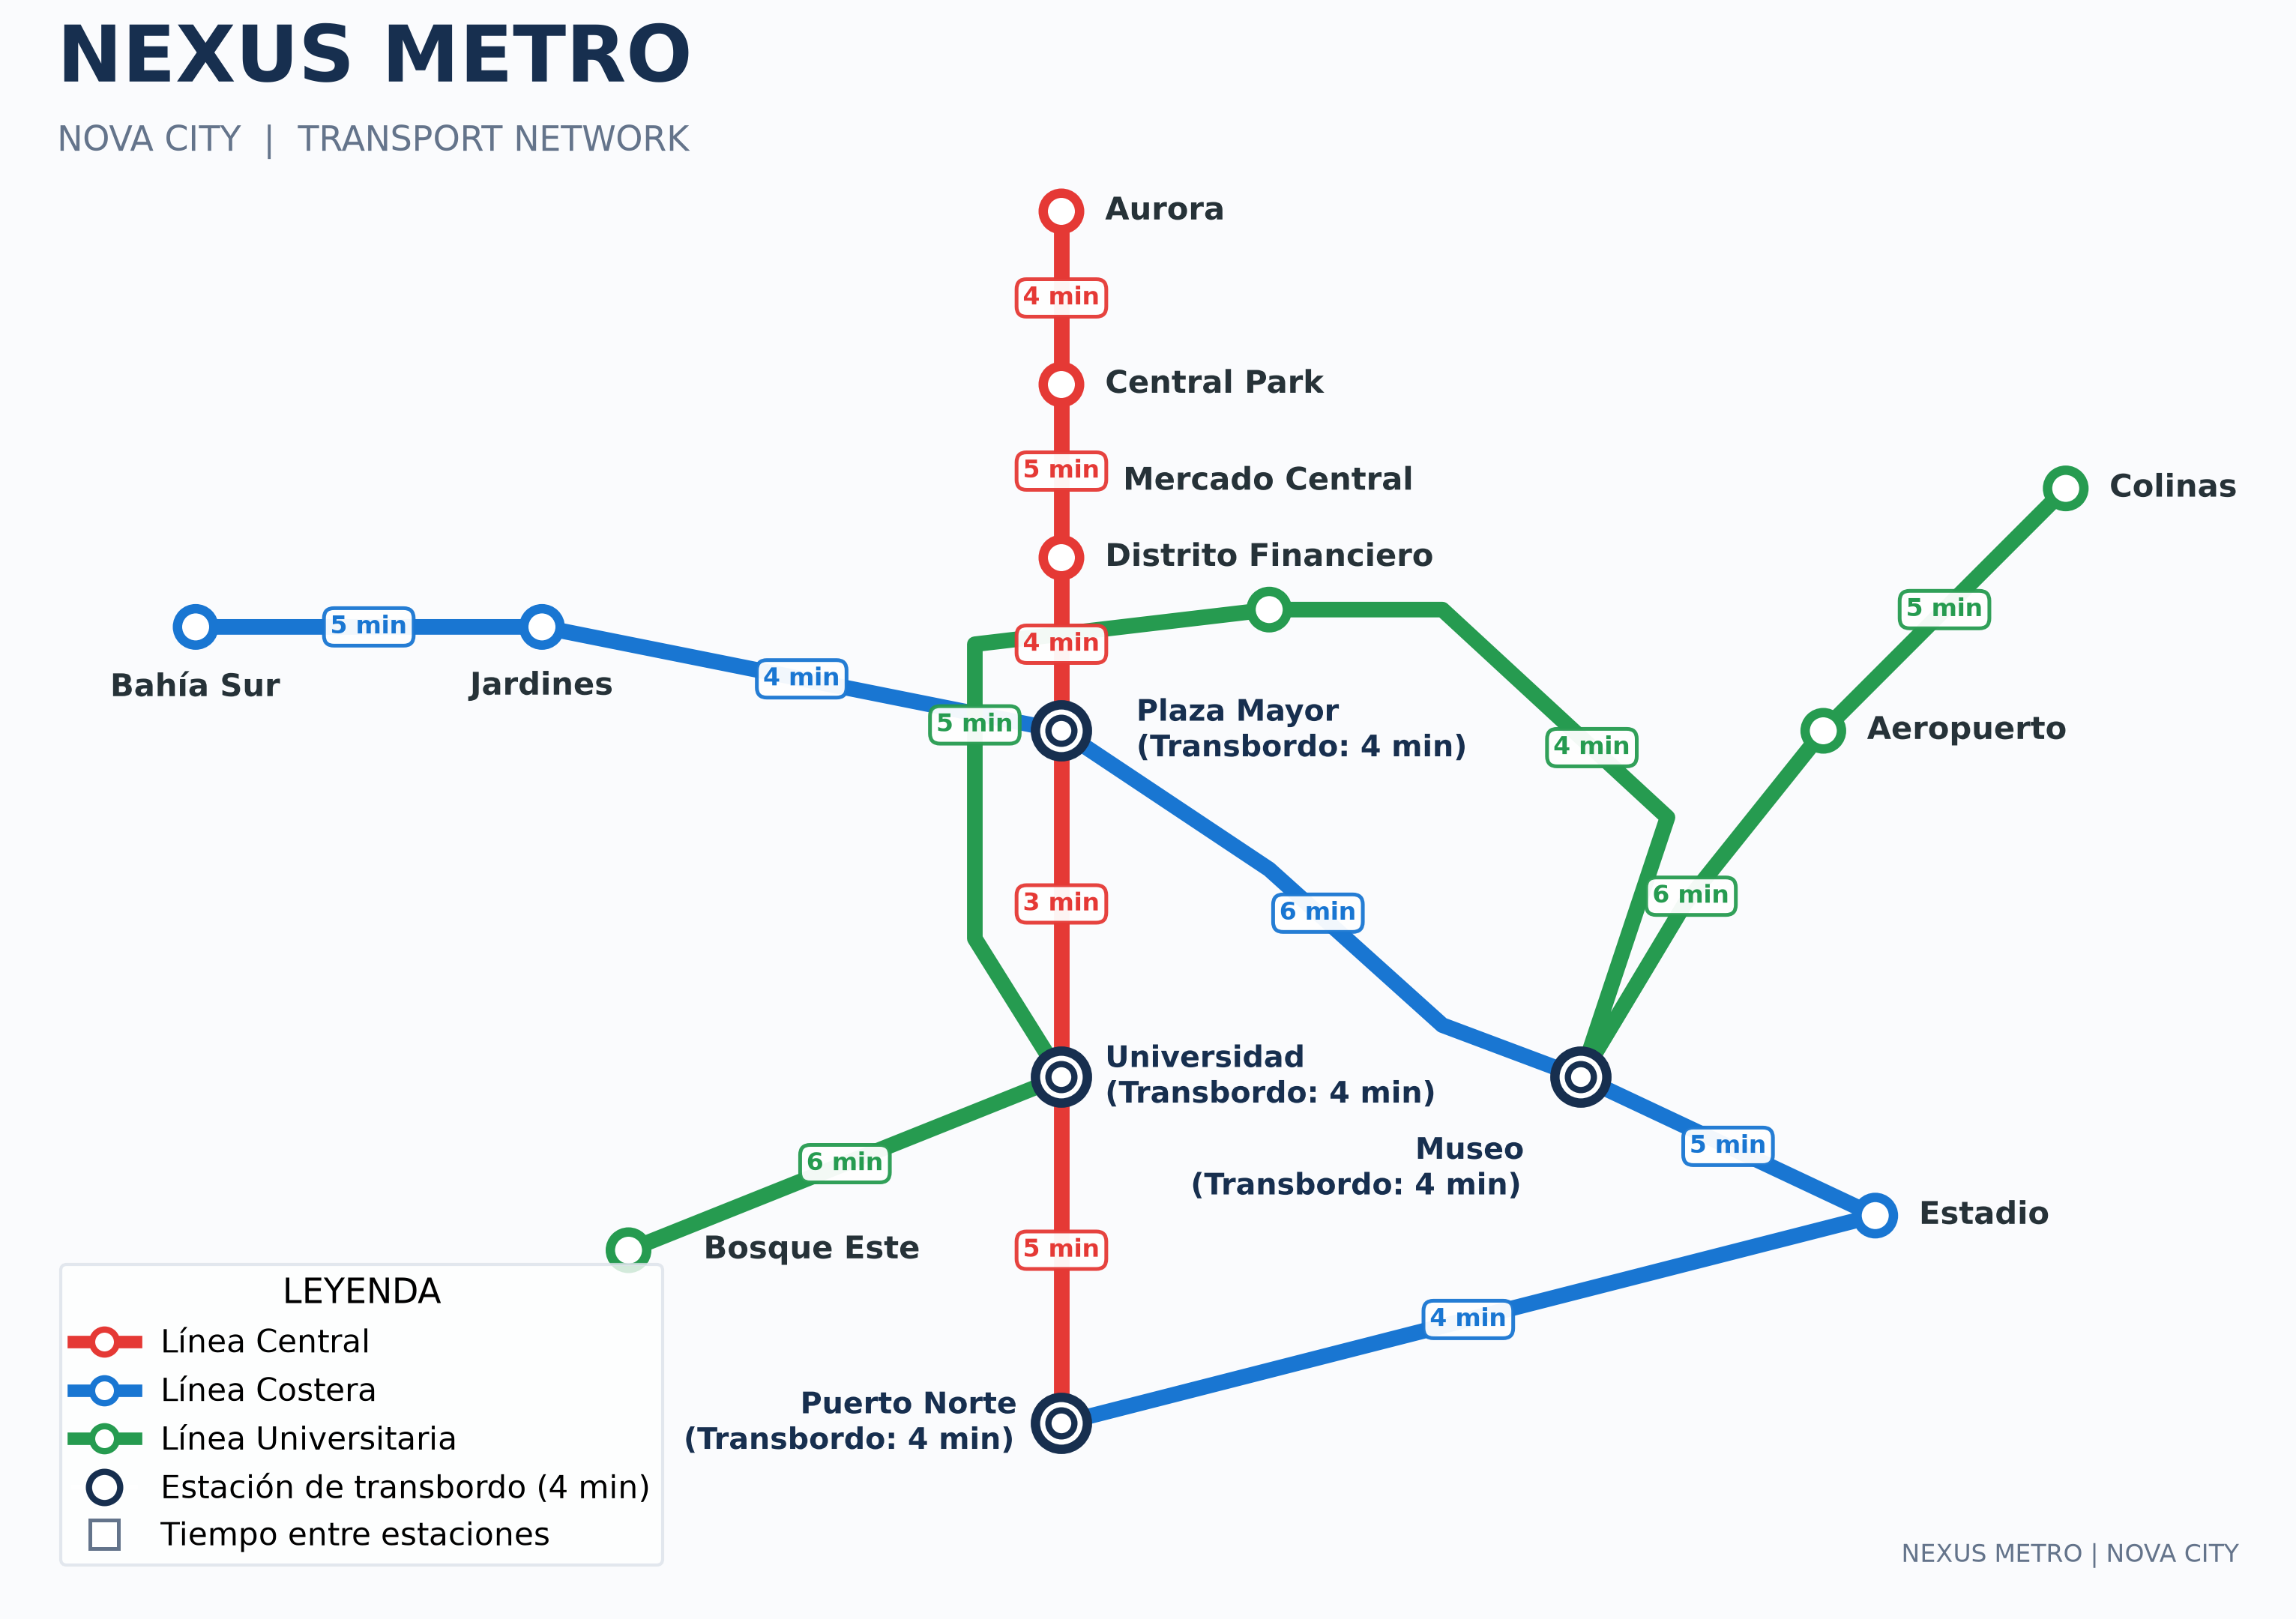 NEXUS METRO
NOVA CITY | TRANSPORT NETWORK
Aurora
4 min
Central Park
5 min
Mercado Central
Colinas
Distrito Financiero
5 min
5 min
4 min
4 min
Bahía Sur
Jardines
4 min
5 min
Plaza Mayor
(Transbordo: 4 min)
4 min
Aeropuerto
3 min
6 min
6 min
Universidad
(Transbordo: 4 min)
Museo
(Transbordo: 4 min)
5 min
6 min
Estadio
Bosque Este
5 min
4 min
Puerto Norte
(Transbordo: 4 min)
LEYENDA
Línea Central
Línea Costera
Línea Universitaria
Estación de transbordo (4 min)
Tiempo entre estaciones
NEXUS METRO | NOVA CITY